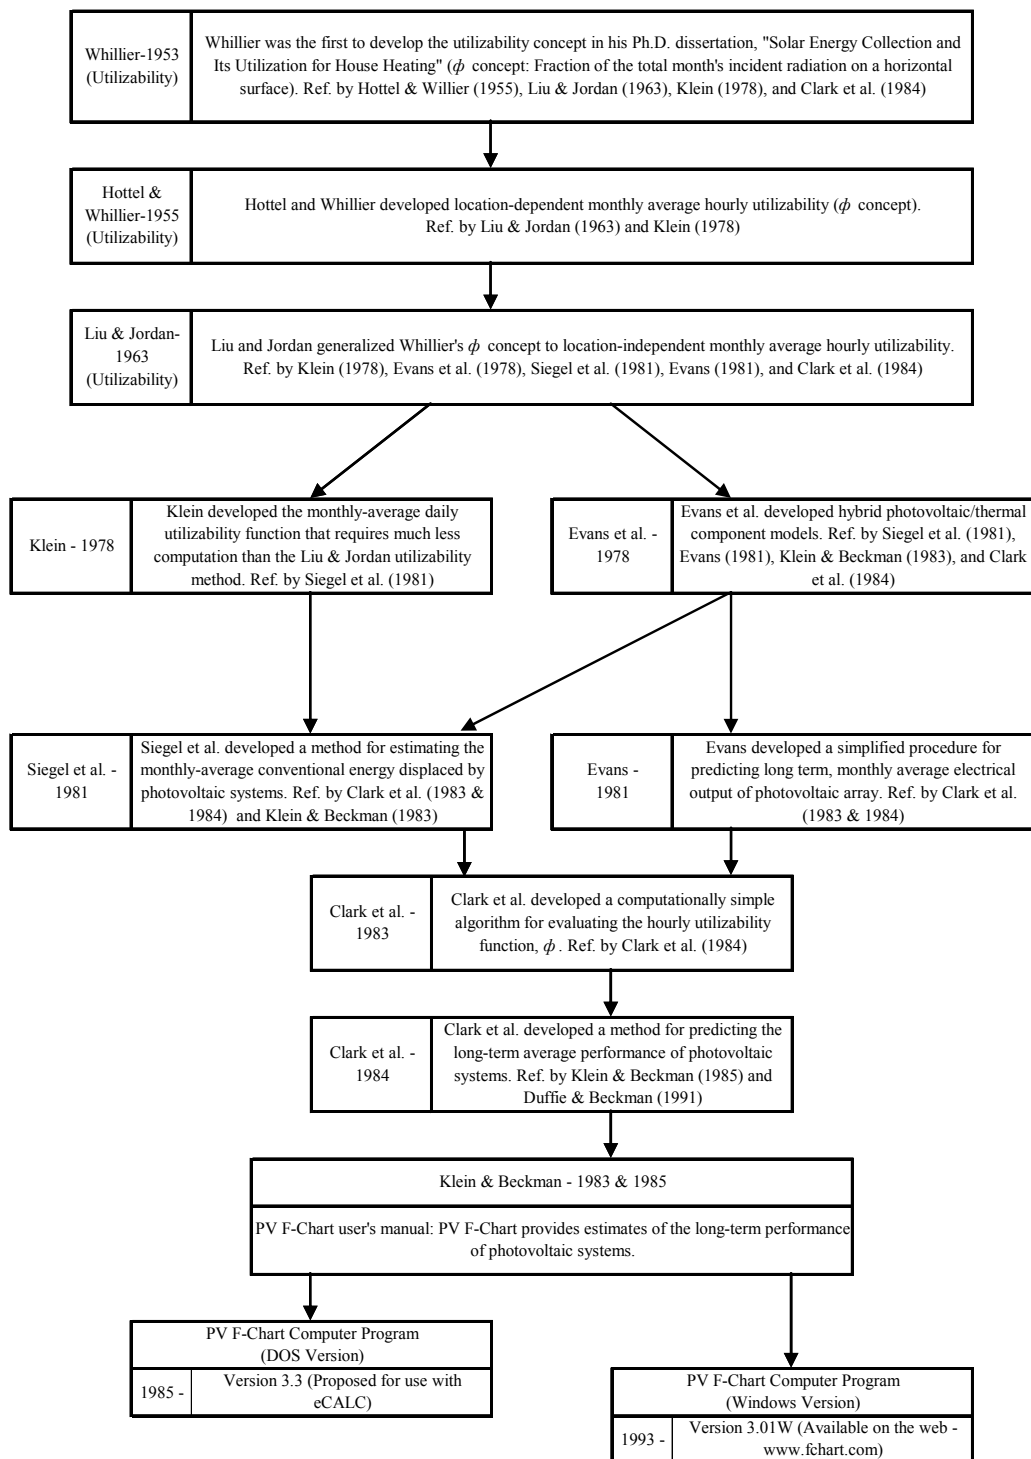 Whillier-1953
(Utilizability)
Whillier was the first to develop the utilizability concept in his Ph.D. dissertation, "Solar Energy Collection and
Its Utilization for House Heating" (ϕ concept: Fraction of the total month's incident radiation on a horizontal
surface). Ref. by Hottel & Willier (1955), Liu & Jordan (1963), Klein (1978), and Clark et al. (1984)
Hottel &
Whillier-1955
(Utilizability)
Hottel and Whillier developed location-dependent monthly average hourly utilizability (ϕ concept).
Ref. by Liu & Jordan (1963) and Klein (1978)
Liu & Jordan-
1963
(Utilizability)
Liu and Jordan generalized Whillier's ϕ concept to location-independent monthly average hourly utilizability.
Ref. by Klein (1978), Evans et al. (1978), Siegel et al. (1981), Evans (1981), and Clark et al. (1984)
Klein - 1978
Klein developed the monthly-average daily
utilizability function that requires much less
computation than the Liu & Jordan utilizability
method. Ref. by Siegel et al. (1981)
Evans et al. -
1978
Evans et al. developed hybrid photovoltaic/thermal
component models. Ref. by Siegel et al. (1981),
Evans (1981), Klein & Beckman (1983), and Clark
et al. (1984)
Siegel et al. -
1981
Siegel et al. developed a method for estimating the
monthly-average conventional energy displaced by
photovoltaic systems. Ref. by Clark et al. (1983 &
1984) and Klein & Beckman (1983)
Evans -
1981
Evans developed a simplified procedure for
predicting long term, monthly average electrical
output of photovoltaic array. Ref. by Clark et al.
(1983 & 1984)
Clark et al. -
1983
Clark et al. developed a computationally simple
algorithm for evaluating the hourly utilizability
function, ϕ. Ref. by Clark et al. (1984)
Clark et al. -
1984
Clark et al. developed a method for predicting the
long-term average performance of photovoltaic
systems. Ref. by Klein & Beckman (1985) and
Duffie & Beckman (1991)
Klein & Beckman - 1983 & 1985
PV F-Chart user's manual: PV F-Chart provides estimates of the long-term performance
of photovoltaic systems.
PV F-Chart Computer Program
(DOS Version)
1985 -
Version 3.3 (Proposed for use with
eCALC)
PV F-Chart Computer Program
(Windows Version)
1993 -
Version 3.01W (Available on the web -
www.fchart.com)